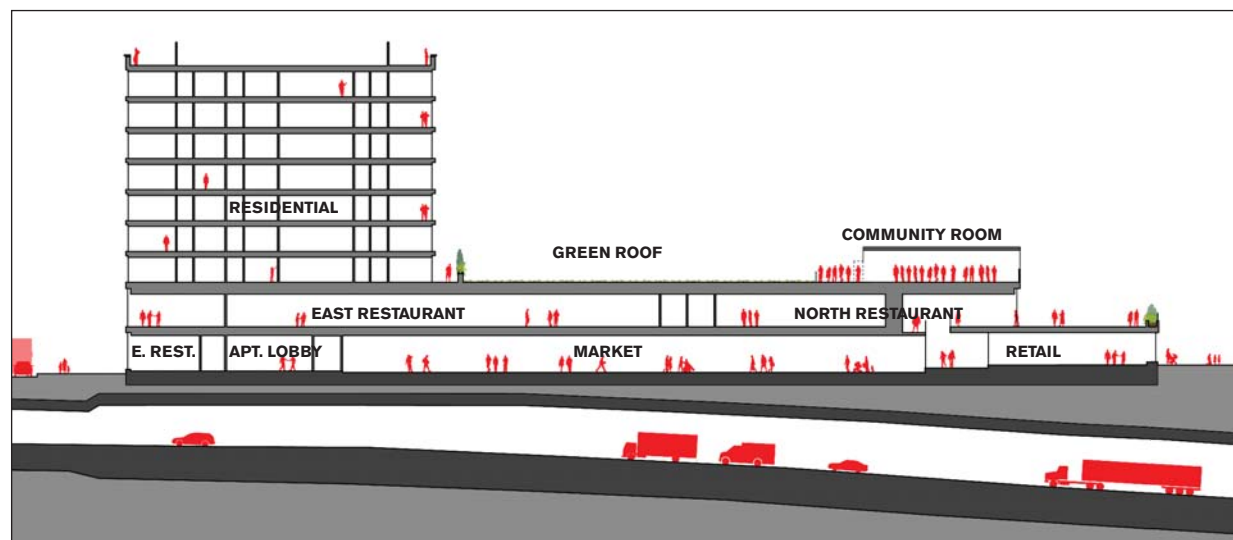 RESIDENTIAL
COMMUNITY ROOM
GREEN ROOF
EAST RESTAURANT
NORTH RESTAURANT
E. REST.
APT. LOBBY
MARKET
RETAIL